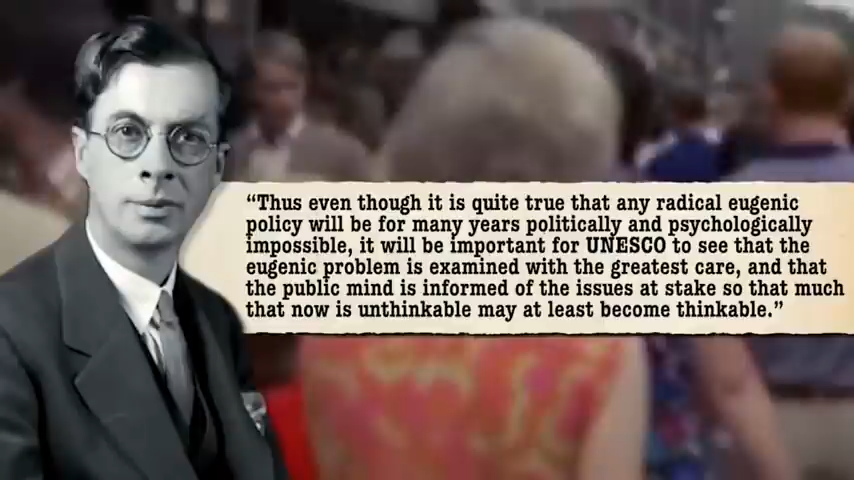 “Thus even though it is quite true that any radical eugenic
policy will be for many years politically and psychologically
impossible, it will be important for UNESCO to see that the
eugenic problem is examined with the greatest care, and that
the public mind is informed of the issues at stake so that much
that now is unthinkable may at least become thinkable.”